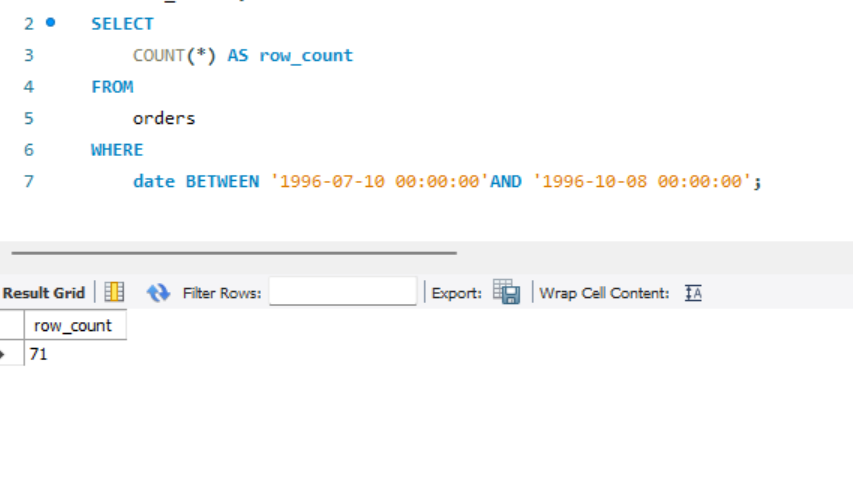 2 SELECT
3 COUNT(*) AS row_count
4 FROM
5 orders
6 WHERE
7 date BETWEEN '1996-07-10 00:00:00'AND '1996-10-08 00:00:00';
Result Grid Filter Rows: Export: Wrap Cell Content: IA
row_count
71